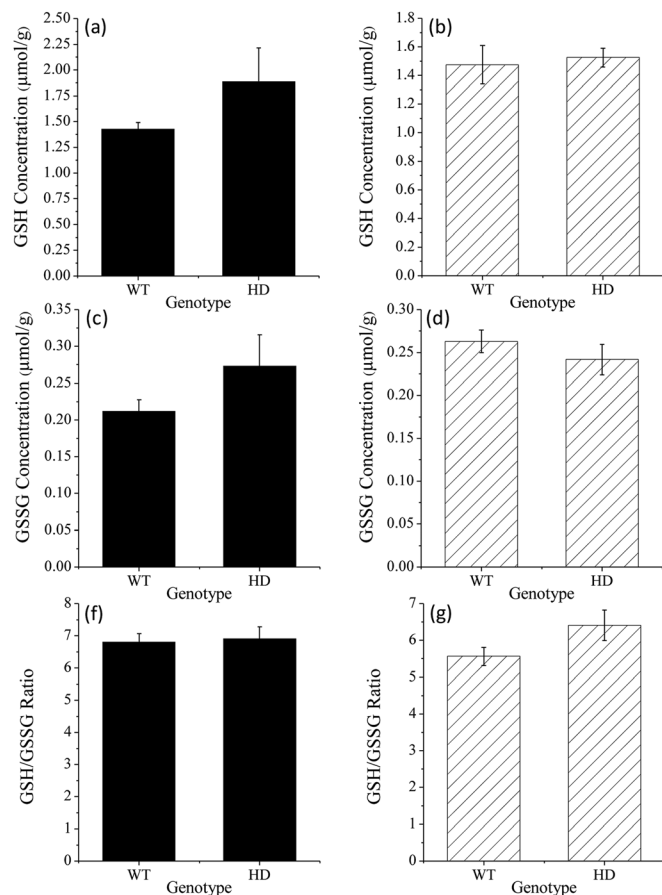 (a)
GSH Concentration (µmol/g)
2.50
2.25
2.00
1.75
1.50
1.25
1.00
0.75
0.50
0.25
0.00
WT
HD
Genotype
(b)
GSH Concentration (µmol/g)
1.8
1.6
1.4
1.2
1.0
0.8
0.6
0.4
0.2
0.0
WT
HD
Genotype
(c)
GSSG Concentration (µmol/g)
0.35
0.30
0.25
0.20
0.15
0.10
0.05
0.00
WT
HD
Genotype
(d)
GSSG Concentration (µmol/g)
0.30
0.25
0.20
0.15
0.10
0.05
0.00
WT
HD
Genotype
(f)
GSH/GSSG Ratio
8
7
6
5
4
3
2
1
0
WT
HD
Genotype
(g)
GSH/GSSG Ratio
7
6
5
4
3
2
1
0
WT
HD
Genotype